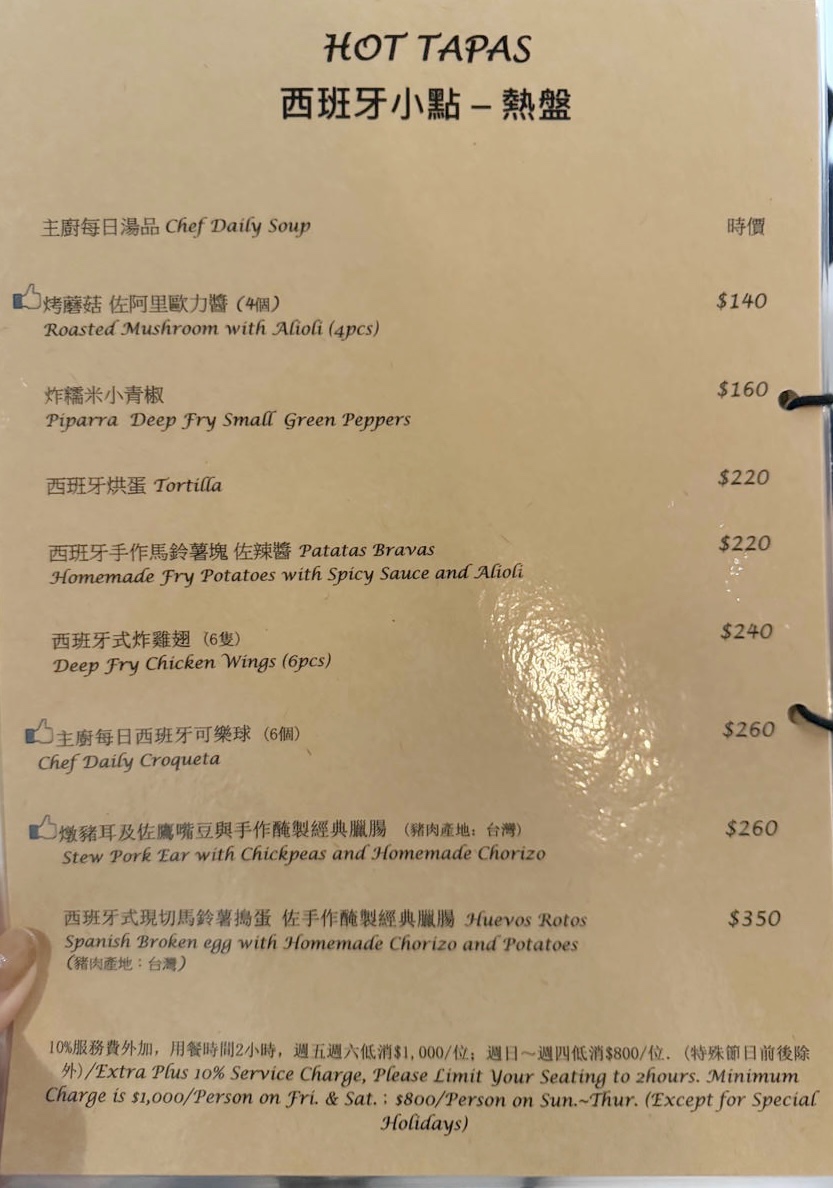 HOT TAPAS
西班牙小點 – 熱盤
主廚每日湯品 Chef Daily Soup 時價
烤蘑菇 佐阿里歐力醬 (4個) $140
Roasted Mushroom with Alioli (4pcs)
炸糯米小青椒 $160
Piparra Deep Fry Small Green Peppers
西班牙烘蛋 Tortilla $220
西班牙手作馬鈴薯塊 佐辣醬 Patatas Bravas $220
Homemade Fry Potatoes with Spicy Sauce and Alioli
西班牙式炸雞翅 (6隻) $240
Deep Fry Chicken Wings (6pcs)
主廚每日西班牙可樂球 (6個) $260
Chef Daily Croqueta
燉豬耳及佐鷹嘴豆與手作醃製經典臘腸 (豬肉產地: 台灣) $260
Stew Pork Ear with Chickpeas and Homemade Chorizo
西班牙式現切馬鈴薯搗蛋 佐手作醃製經典臘腸 Huevos Rotos $350
Spanish Broken egg with Homemade Chorizo and Potatoes
(豬肉產地：台灣)
10%服務費外加, 用餐時間2小時, 週五週六低消$1,000/位; 週日～週四低消$800/位. (特殊節日前後除
外)/Extra Plus 10% Service Charge, Please Limit Your Seating to 2hours. Minimum
Charge is $1,000/Person on Fri. & Sat.；$800/Person on Sun.~Thur. (Except for Special
Holidays)